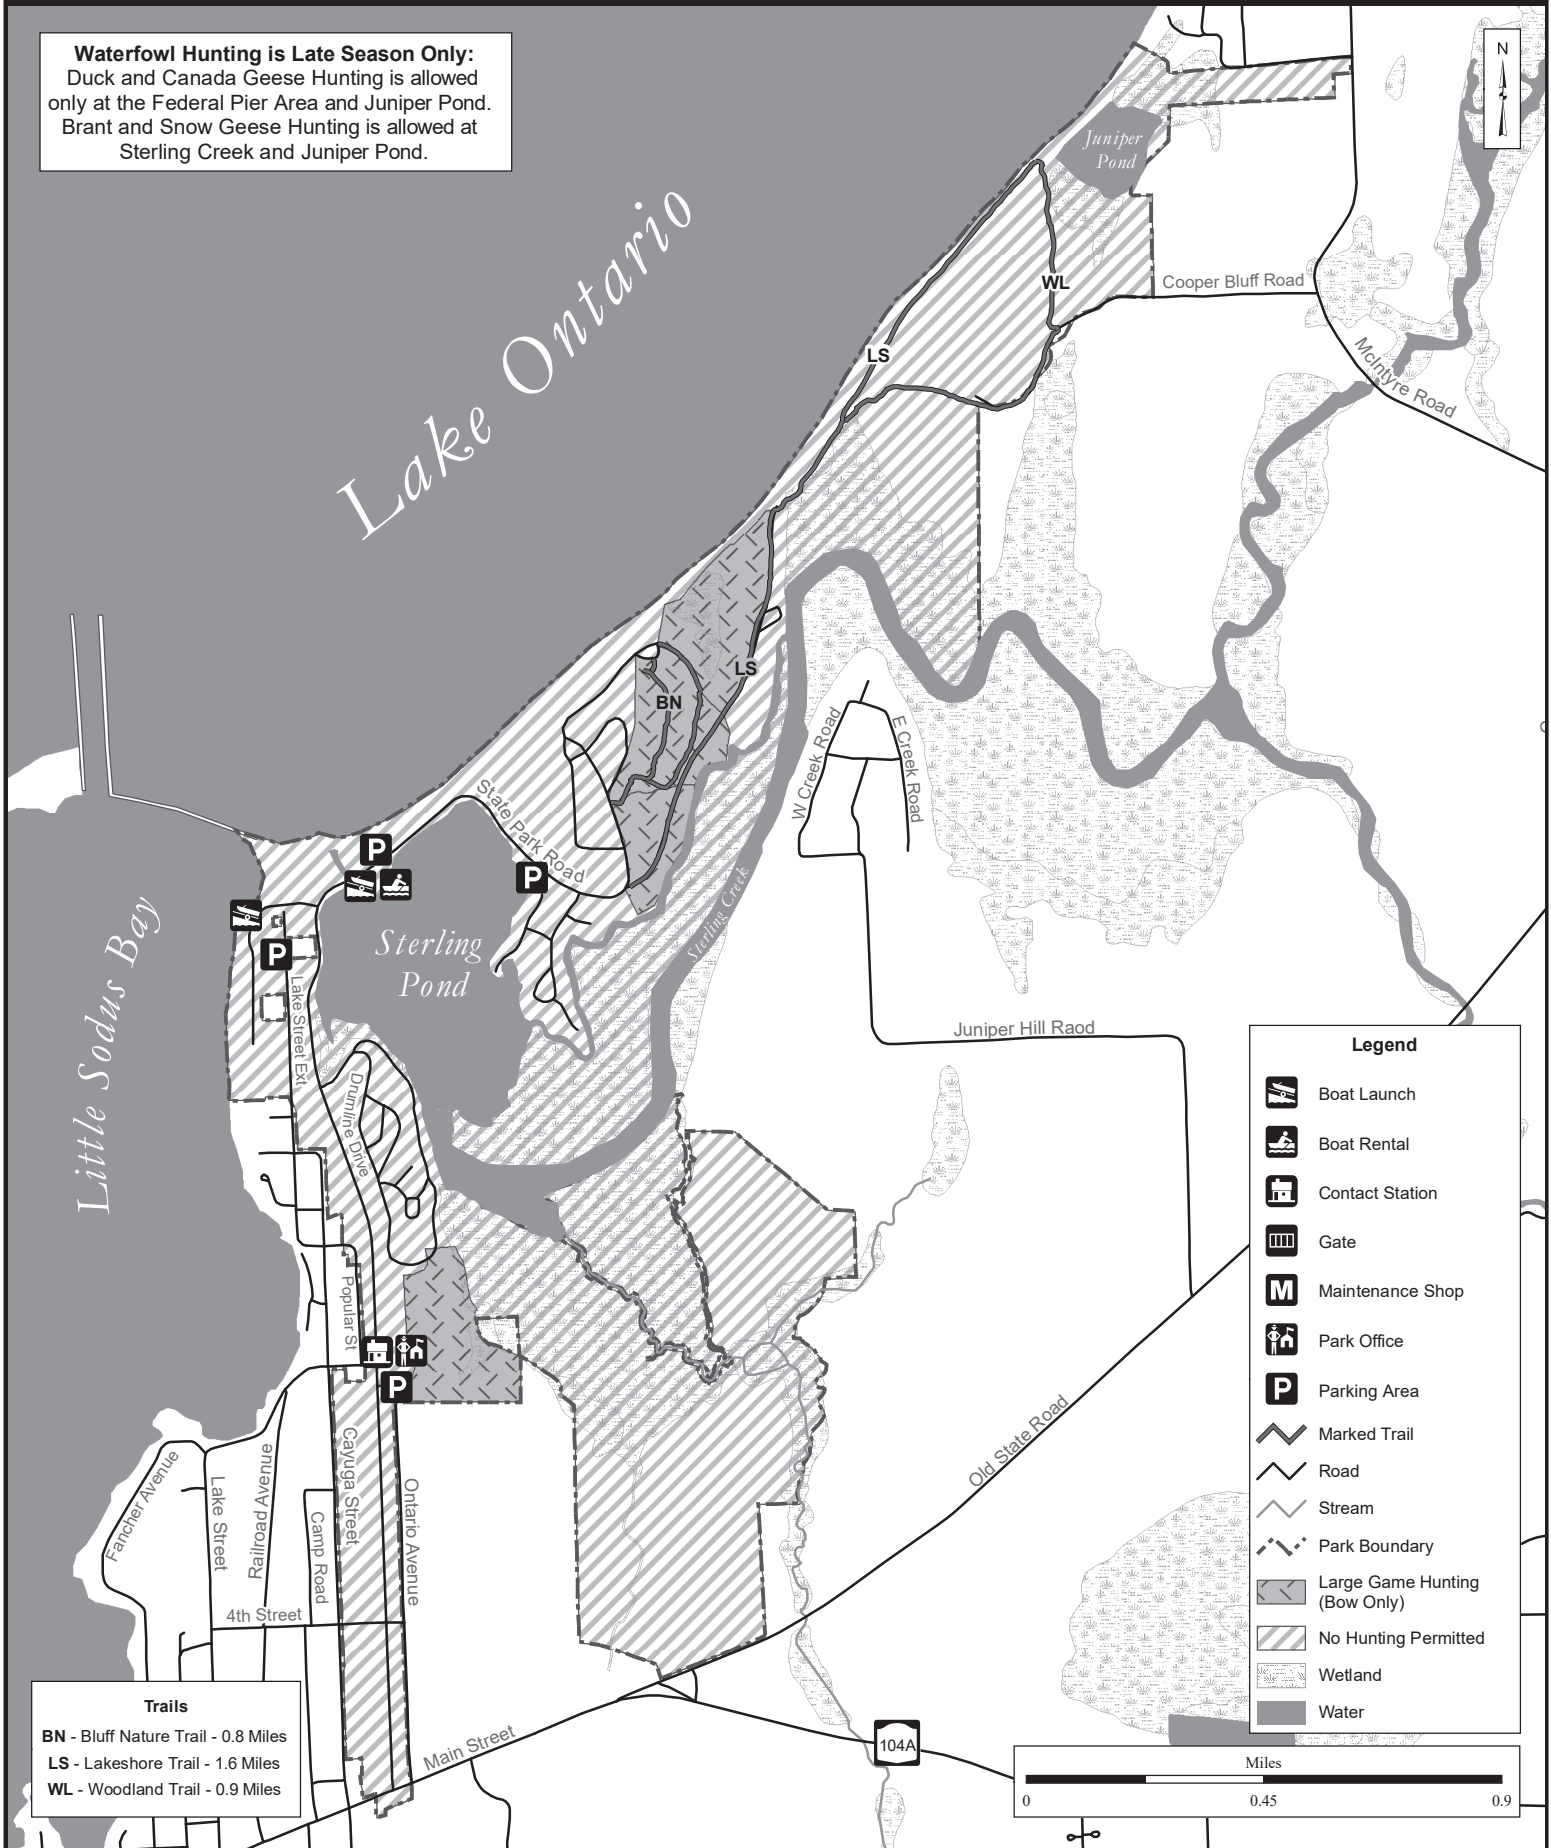 Waterfowl Hunting is Late Season Only:
Duck and Canada Geese Hunting is allowed
only at the Federal Pier Area and Juniper Pond.
Brant and Snow Geese Hunting is allowed at
Sterling Creek and Juniper Pond.
N
Juniper
Pond
Lake Ontario
WL
Cooper Bluff Road
LS
McIntyre Road
LS
BN
W Creek Road
E Creek Road
State Park Road
P
P
Sterling Creek
Little Sodus Bay
Sterling
Pond
P
Lake Street Ext
Juniper Hill Raod
Drumline Drive
Popular St
P
Old State Road
Fancher Avenue
Lake Street
Railroad Avenue
Camp Road
Cayuga Street
Ontario Avenue
4th Street
Main Street
104A
Legend
Boat Launch
Boat Rental
Contact Station
Gate
M Maintenance Shop
Park Office
P Parking Area
Marked Trail
Road
Stream
Park Boundary
Large Game Hunting
(Bow Only)
No Hunting Permitted
Wetland
Water
Trails
BN - Bluff Nature Trail - 0.8 Miles
LS - Lakeshore Trail - 1.6 Miles
WL - Woodland Trail - 0.9 Miles
Miles
0 0.45 0.9